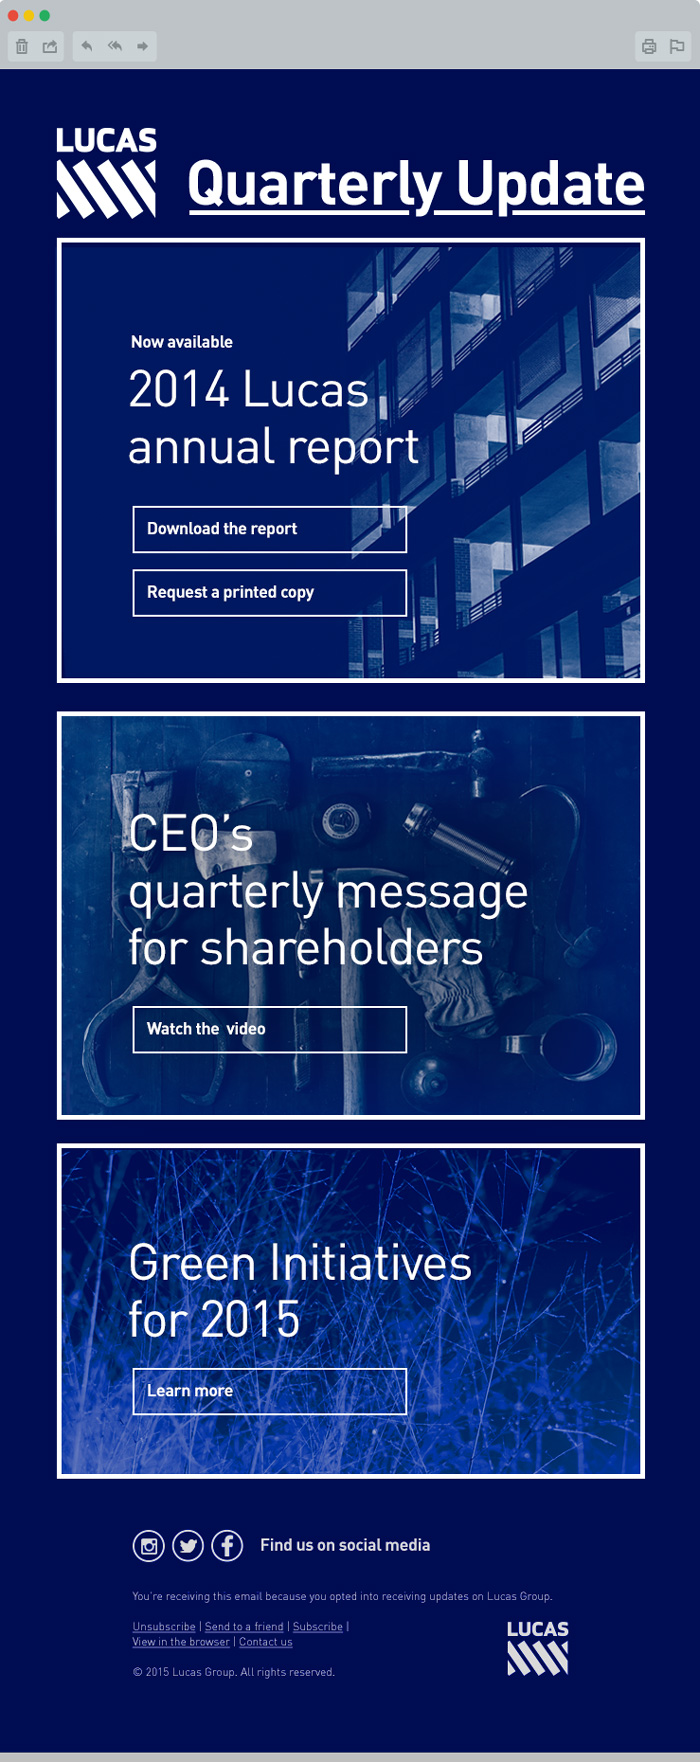 LUCAS
Quarterly Update
Now available
2014 Lucas
annual report
Download the report
Request a printed copy
CEO’s
quarterly message
for shareholders
Watch the video
Green Initiatives
for 2015
Learn more
Find us on social media
You're receiving this email because you opted into receiving updates on Lucas Group.
Unsubscribe | Send to a friend | Subscribe |
View in the browser | Contact us
LUCAS
© 2015 Lucas Group. All rights reserved.